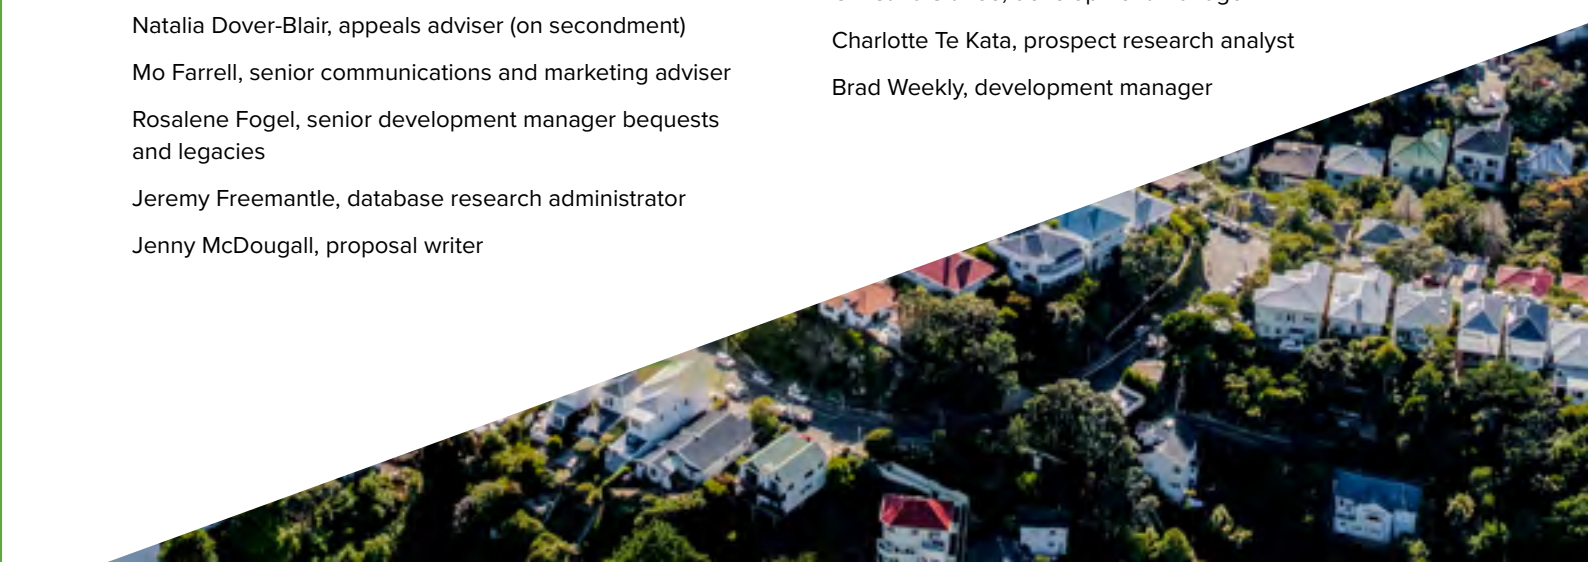 Natalia Dover-Blair, appeals adviser (on secondment)
Mo Farrell, senior communications and marketing adviser
Rosalene Fogel, senior development manager bequests
and legacies
Jeremy Freemantle, database research administrator
Jenny McDougall, proposal writer
Charlotte Te Kata, prospect research analyst
Brad Weekly, development manager